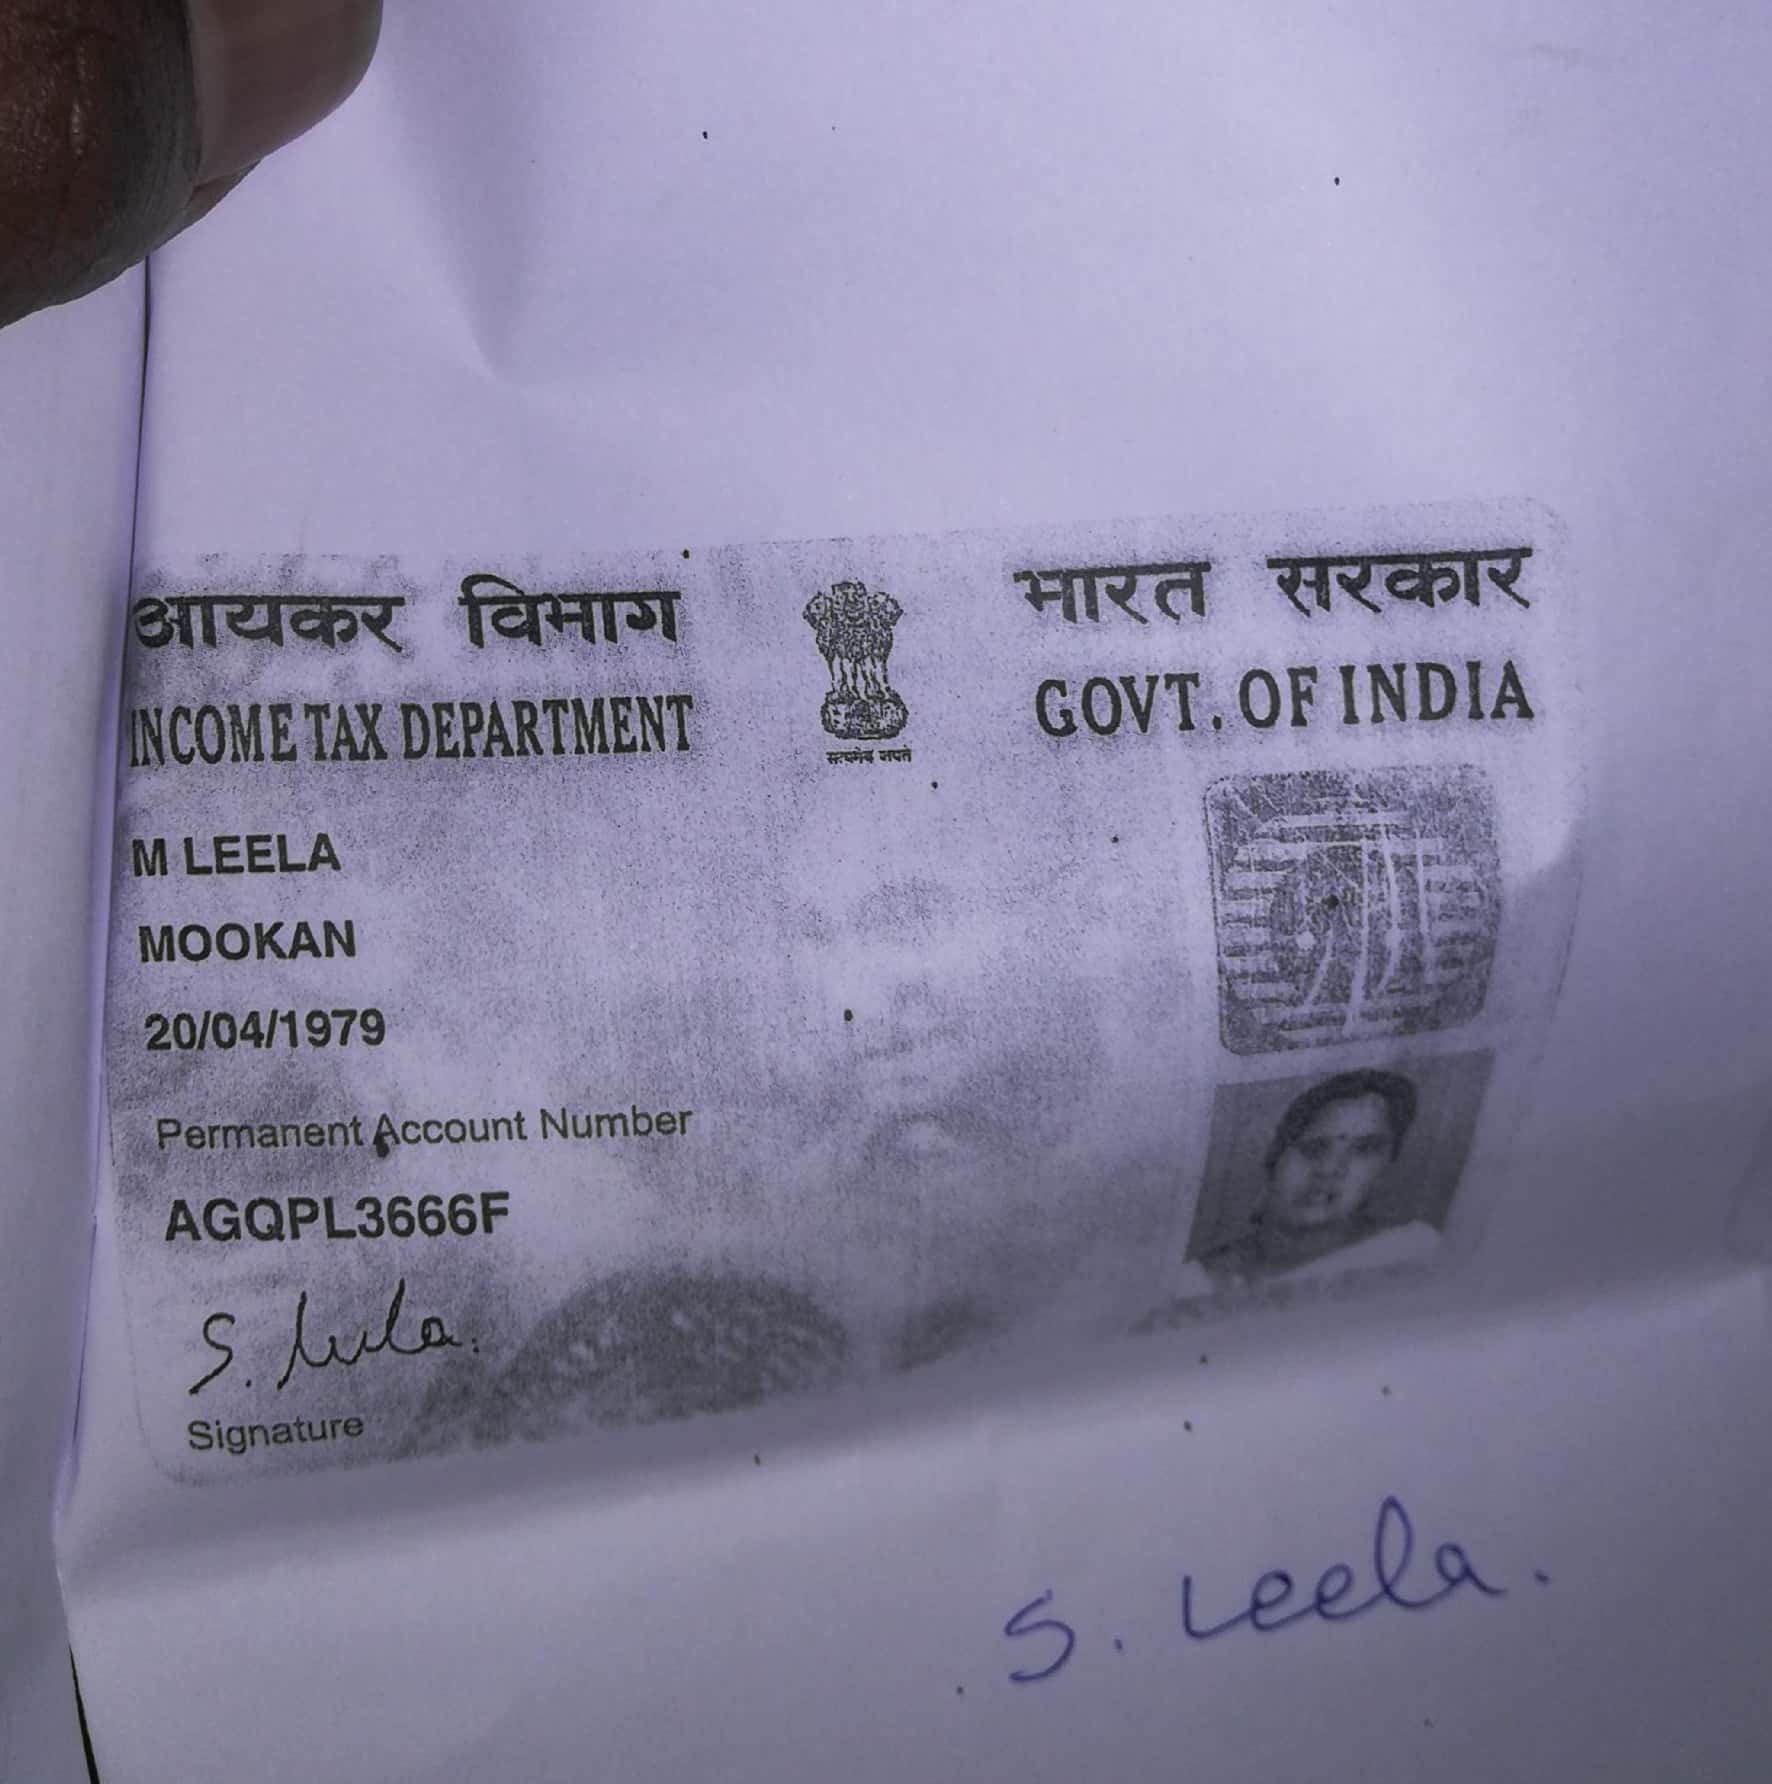 आयकर विभाग
INCOME TAX DEPARTMENT
सत्यमेव जयते
भारत सरकार
GOVT. OF INDIA
M LEELA
MOOKAN
20/04/1979
Permanent Account Number
AGQPL3666F
S. Leela.
Signature
S. Leela.